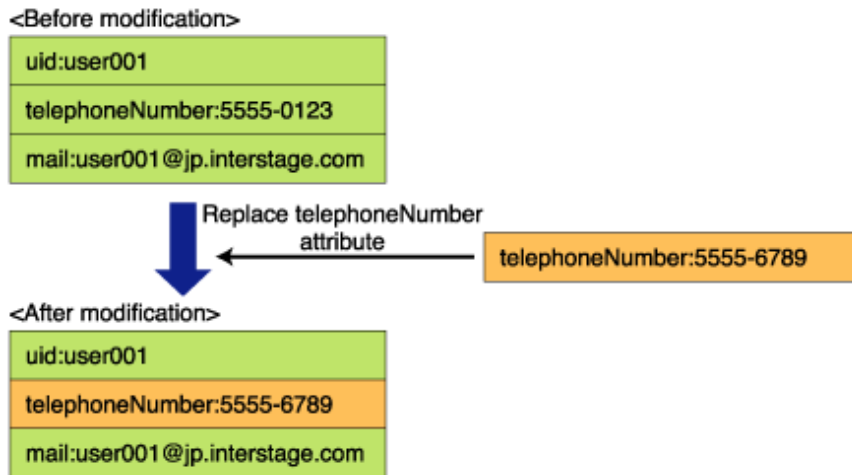 <Before modification>
uid:user001
telephoneNumber:5555-0123
mail:user001@jp.interstage.com
Replace telephoneNumber
attribute
telephoneNumber:5555-6789
<After modification>
uid:user001
telephoneNumber:5555-6789
mail:user001@jp.interstage.com